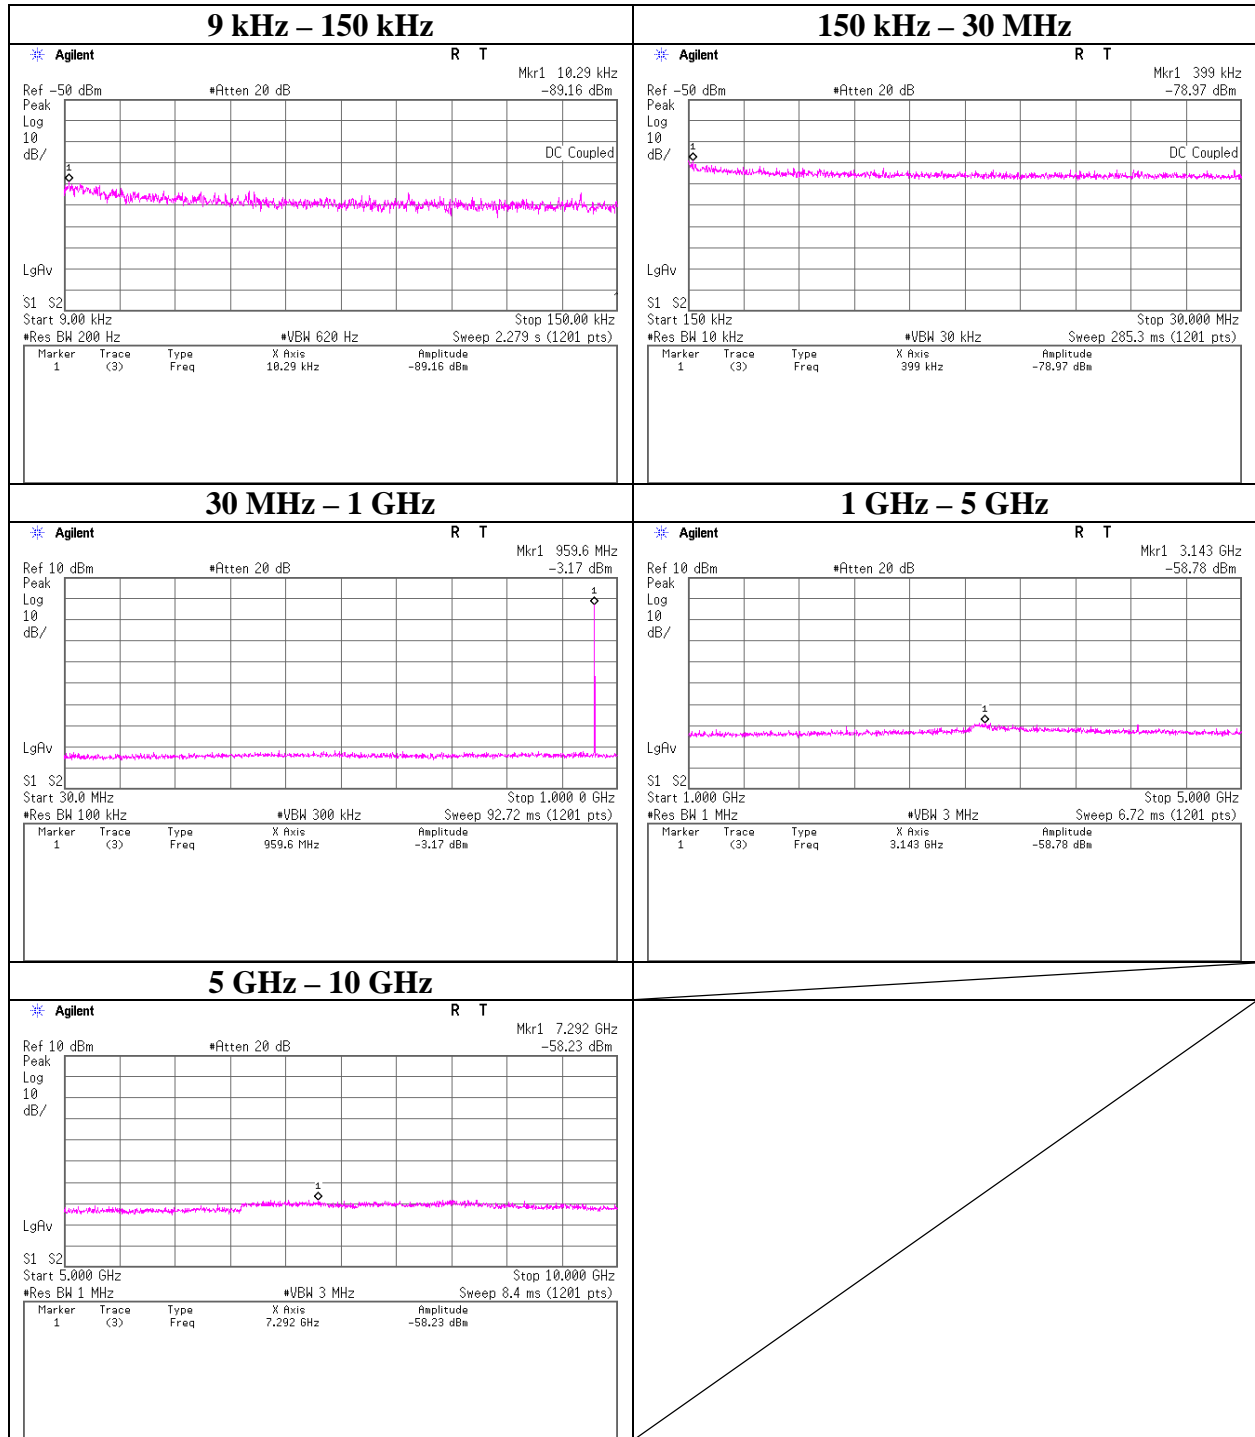 9 kHz – 150 kHz
Agilent R T
Mkr1 10.29 kHz
Ref -50 dBm #Atten 20 dB -89.16 dBm
Peak
Log
10
dB/
DC Coupled
1
LgAv
S1 S2
Start 9.00 kHz Stop 150.00 kHz
#Res BW 200 Hz #VBW 620 Hz Sweep 2.279 s (1201 pts)
Marker Trace Type X Axis Amplitude
1 (3) Freq 10.29 kHz -89.16 dBm
150 kHz – 30 MHz
Agilent R T
Mkr1 399 kHz
Ref -50 dBm #Atten 20 dB -78.97 dBm
Peak
Log
10
dB/
DC Coupled
1
LgAv
S1 S2
Start 150 kHz Stop 30.000 MHz
#Res BW 10 kHz #VBW 30 kHz Sweep 285.3 ms (1201 pts)
Marker Trace Type X Axis Amplitude
1 (3) Freq 399 kHz -78.97 dBm
30 MHz – 1 GHz
Agilent R T
Mkr1 959.6 MHz
Ref 10 dBm #Atten 20 dB -3.17 dBm
Peak
Log
10
dB/
1
LgAv
S1 S2
Start 30.0 MHz Stop 1.000 0 GHz
#Res BW 100 kHz #VBW 300 kHz Sweep 92.72 ms (1201 pts)
Marker Trace Type X Axis Amplitude
1 (3) Freq 959.6 MHz -3.17 dBm
1 GHz – 5 GHz
Agilent R T
Mkr1 3.143 GHz
Ref 10 dBm #Atten 20 dB -58.78 dBm
Peak
Log
10
dB/
1
LgAv
S1 S2
Start 1.000 GHz Stop 5.000 GHz
#Res BW 1 MHz #VBW 3 MHz Sweep 6.72 ms (1201 pts)
Marker Trace Type X Axis Amplitude
1 (3) Freq 3.143 GHz -58.78 dBm
5 GHz – 10 GHz
Agilent R T
Mkr1 7.292 GHz
Ref 10 dBm #Atten 20 dB -58.23 dBm
Peak
Log
10
dB/
1
LgAv
S1 S2
Start 5.000 GHz Stop 10.000 GHz
#Res BW 1 MHz #VBW 3 MHz Sweep 8.4 ms (1201 pts)
Marker Trace Type X Axis Amplitude
1 (3) Freq 7.292 GHz -58.23 dBm